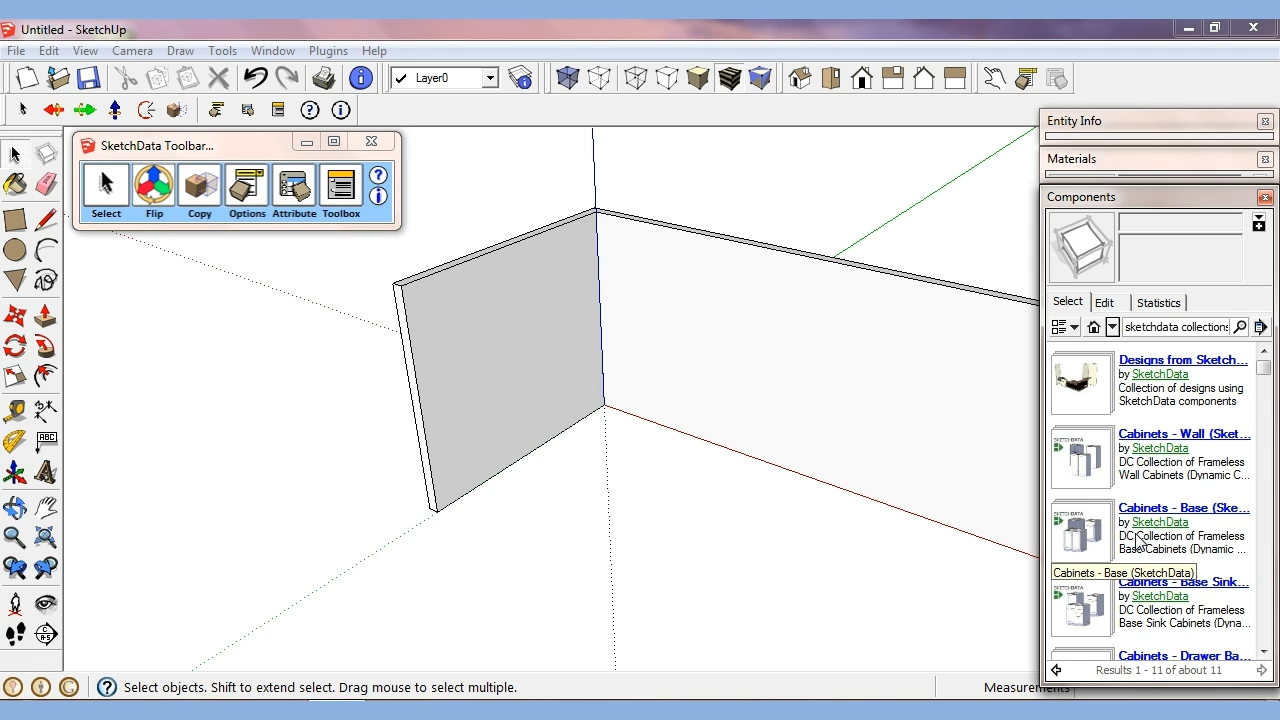 Untitled - SketchUp
File Edit View Camera Draw Tools Window Plugins Help
Layer0
SketchData Toolbar...
Select Flip Copy Options Attribute Toolbox
Entity Info
Materials
Components
Select Edit Statistics
sketchdata collections
Designs from Sketch...
by SketchData
Collection of designs using
SketchData components
Cabinets - Wall (Sket...
by SketchData
DC Collection of Frameless
Wall Cabinets (Dynamic C...
Cabinets - Base (Ske...
by SketchData
DC Collection of Frameless
Base Cabinets (Dynamic ...
Cabinets - Base (SketchData)
Cabinets - Base Sink...
by SketchData
DC Collection of Frameless
Base Sink Cabinets (Dyna...
Cabinets - Drawer Ba...
Results 1 - 11 of about 11
Select objects. Shift to extend select. Drag mouse to select multiple.
Measurements